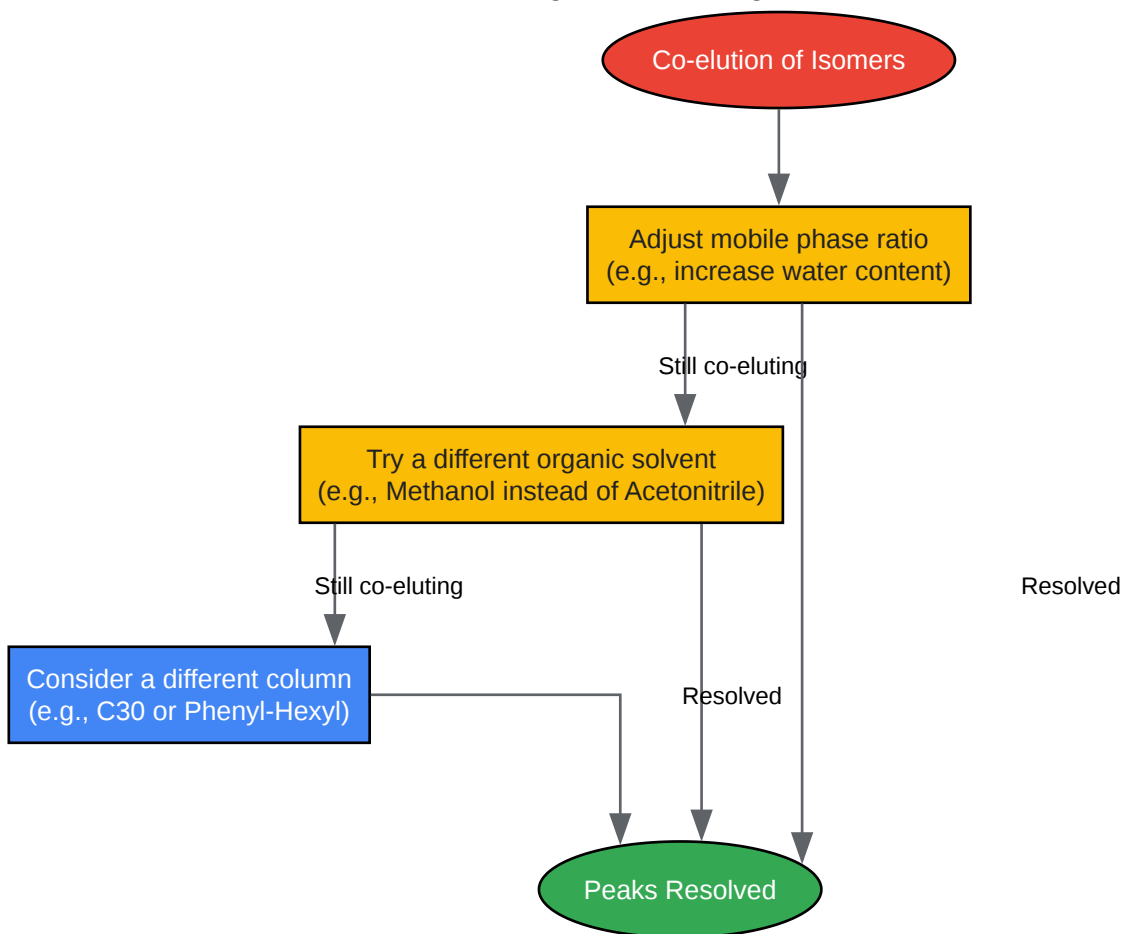 Co-elution of Isomers
Adjust mobile phase ratio
(e.g., increase water content)
Still co-eluting
Try a different organic solvent
(e.g., Methanol instead of Acetonitrile)
Still co-eluting
Resolved
Consider a different column
(e.g., C30 or Phenyl-Hexyl)
Resolved
Peaks Resolved